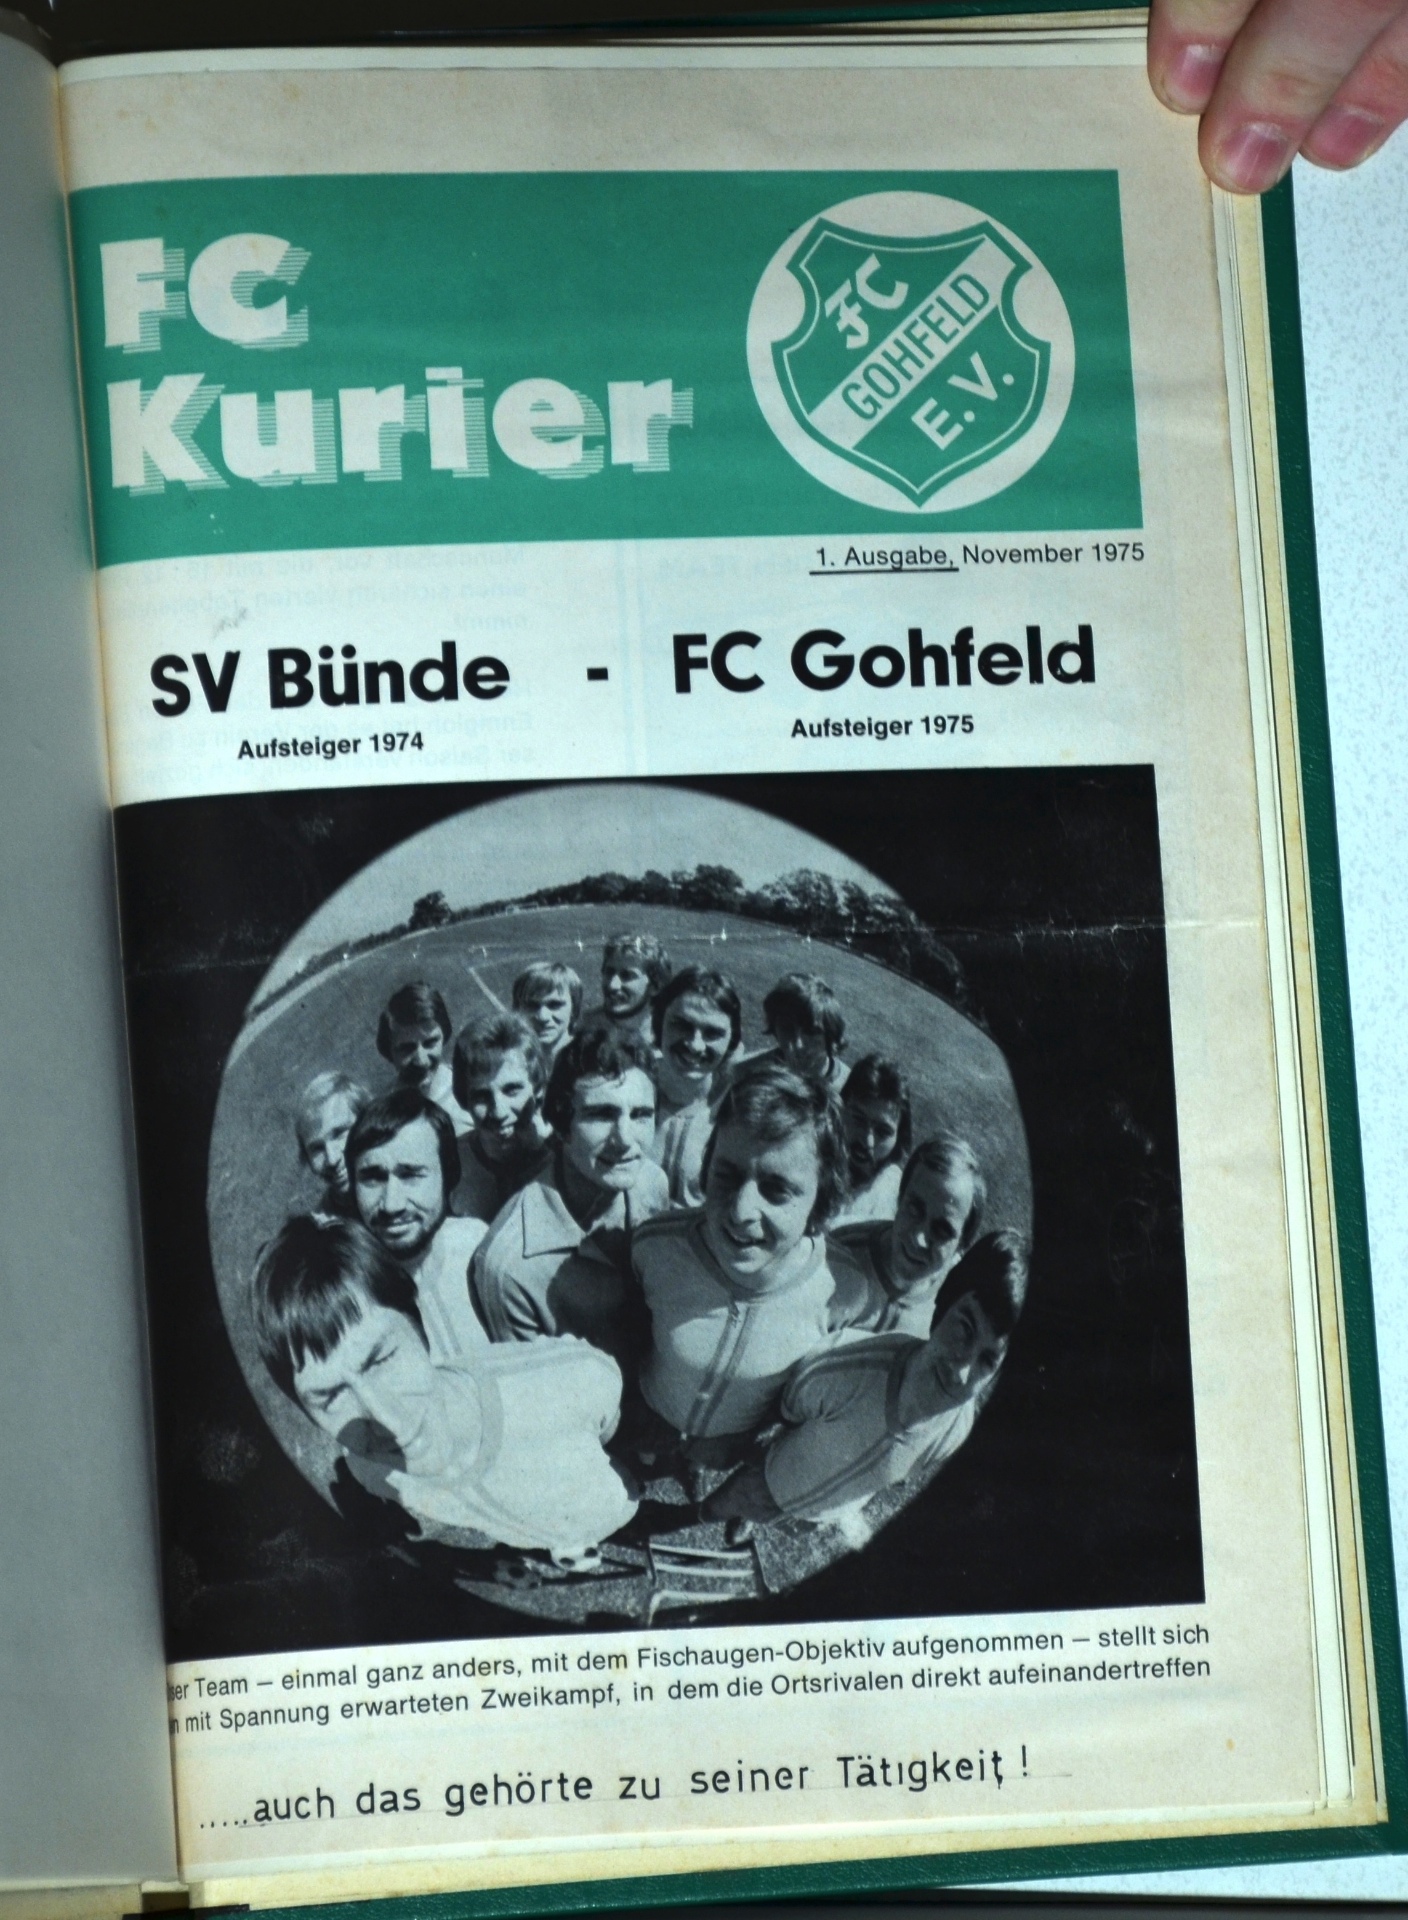 FC
Kurier
FC
GOHFELD
E.V.
1. Ausgabe, November 1975
SV Bünde - FC Gohfeld
Aufsteiger 1974
Aufsteiger 1975
Team – einmal ganz anders, mit dem Fischaugen-Objektiv aufgenommen – stellt sich
mit Spannung erwarteten Zweikampf, in dem die Ortsrivalen direkt aufeinandertreffen
.....auch das gehörte zu seiner Tätigkeit!